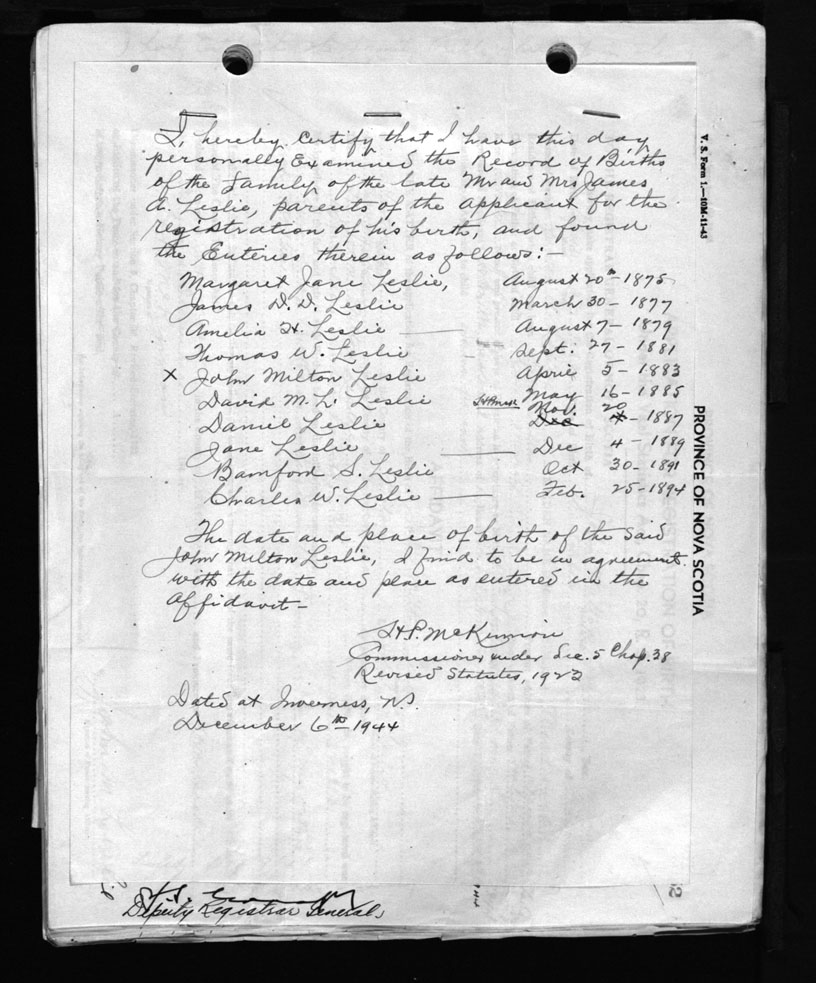 I, hereby Certify that I have this day
personally Examined the Record of Births
of the Family of the late Mr and Mrs James
A. Leslie, parents of the applicant for the
registration of his birth, and found
the Enteries therein as follows:-
Margaret Jane Leslie, August 20th - 1875
James D. D. Leslie March 30 - 1877
Amelia H. Leslie August 7 - 1879
Thomas W. Leslie Sept. 27 - 1881
X John Milton Leslie April 5 - 1883
David M. L. Leslie May 16 - 1885
Nov. 20
Daniel Leslie Dec 4 - 1887
Jane Leslie Dec 4 - 1889
Bamford S. Leslie Oct 30 - 1891
Charles W. Leslie Feb. 25 - 1894
The date and place of birth of the said
John Milton Leslie, I find to be in agreement
with the date and place as entered in the
affidavit -
H P. McKinnon
Commissioner under Sec. 5 Chap. 38
Revised Statutes, 1923
Dated at Inverness, N.S.
December 6th 1944
Deputy Registrar General
V. S. Form 1.—10M-11-43
PROVINCE OF NOVA SCOTIA